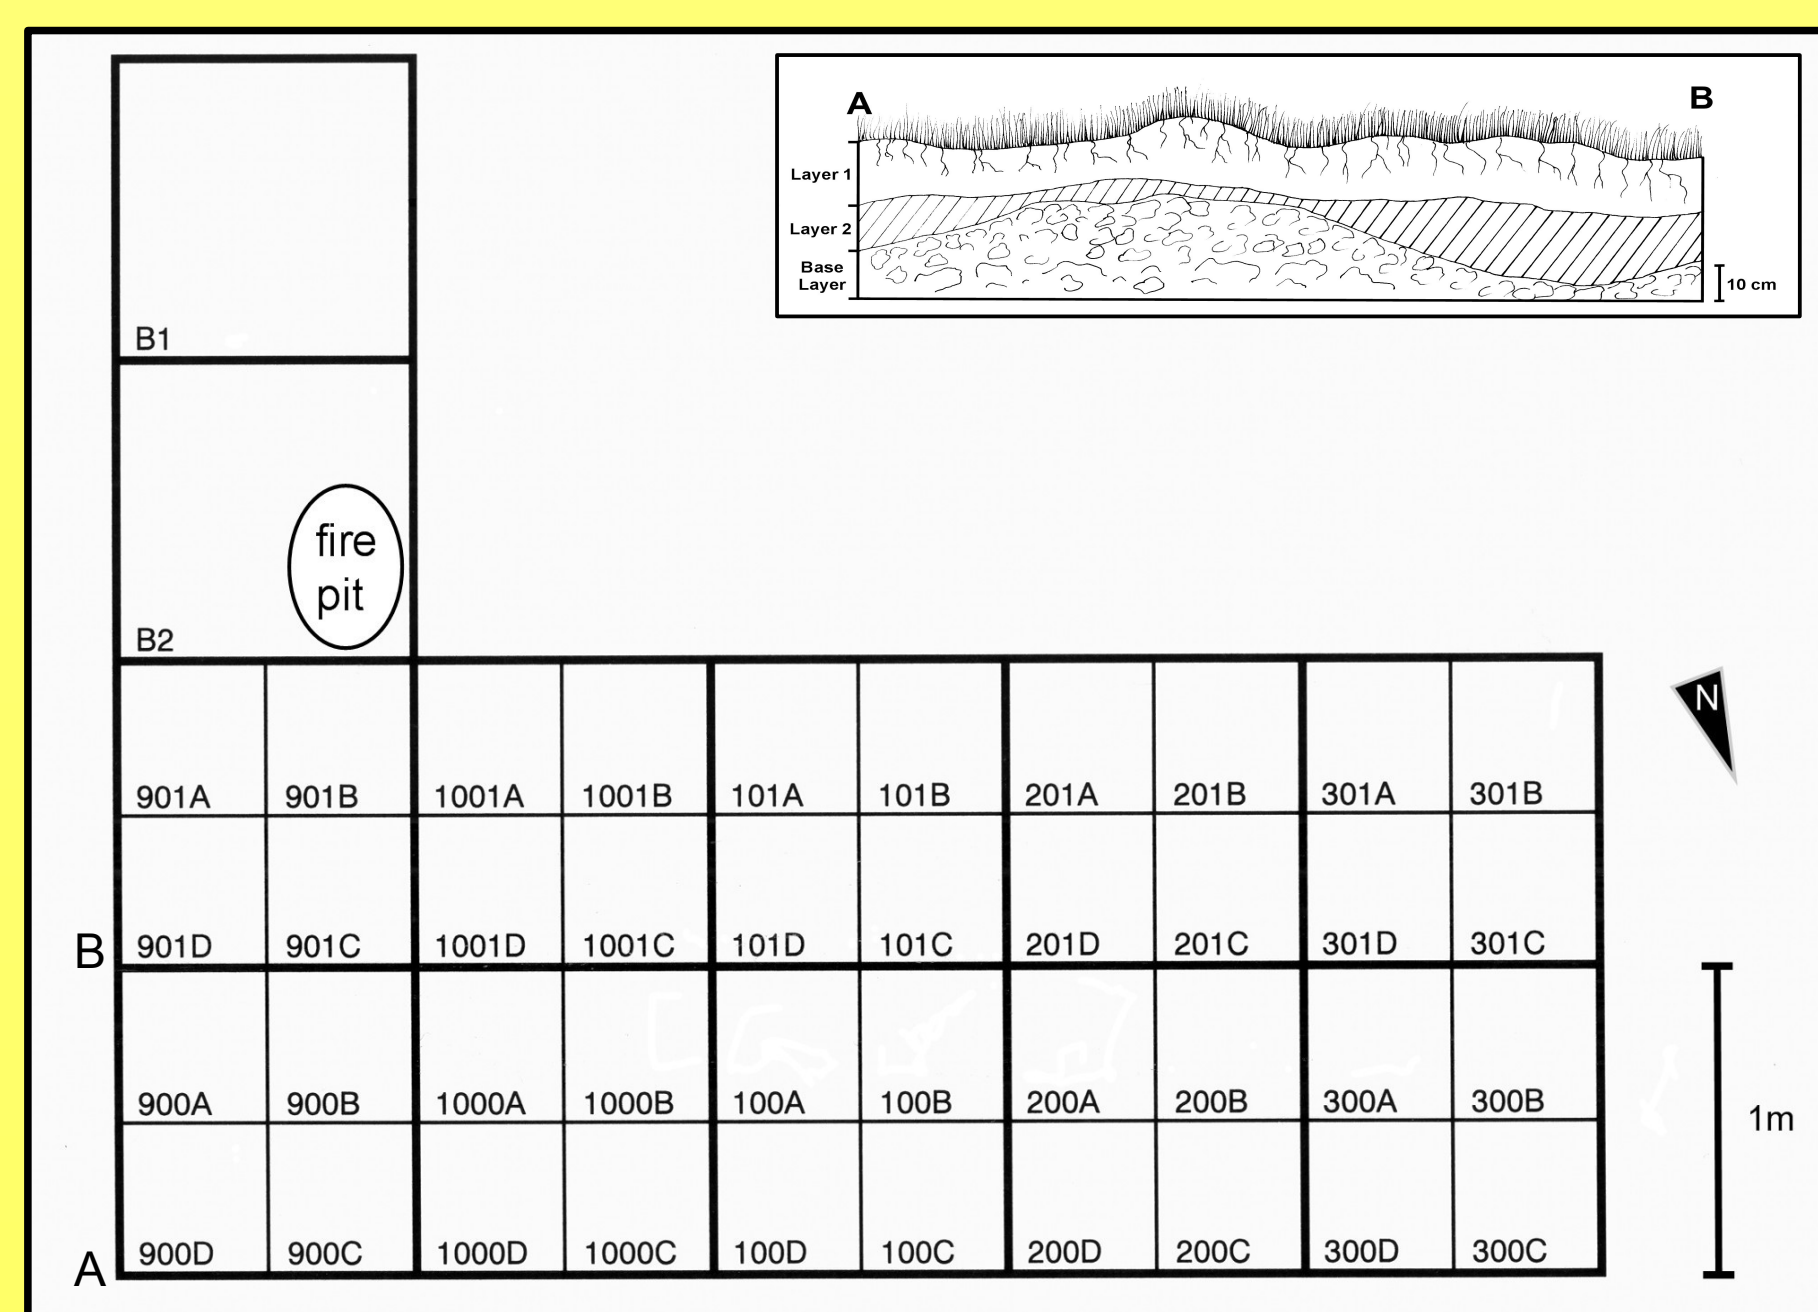 A
B
Layer 1
Layer 2
Base
Layer
10 cm
B1
fire
pit
B2
N
901A 901B 1001A 1001B 101A 101B 201A 201B 301A 301B
B 901D 901C 1001D 1001C 101D 101C 201D 201C 301D 301C
900A 900B 1000A 1000B 100A 100B 200A 200B 300A 300B
1m
A 900D 900C 1000D 1000C 100D 100C 200D 200C 300D 300C